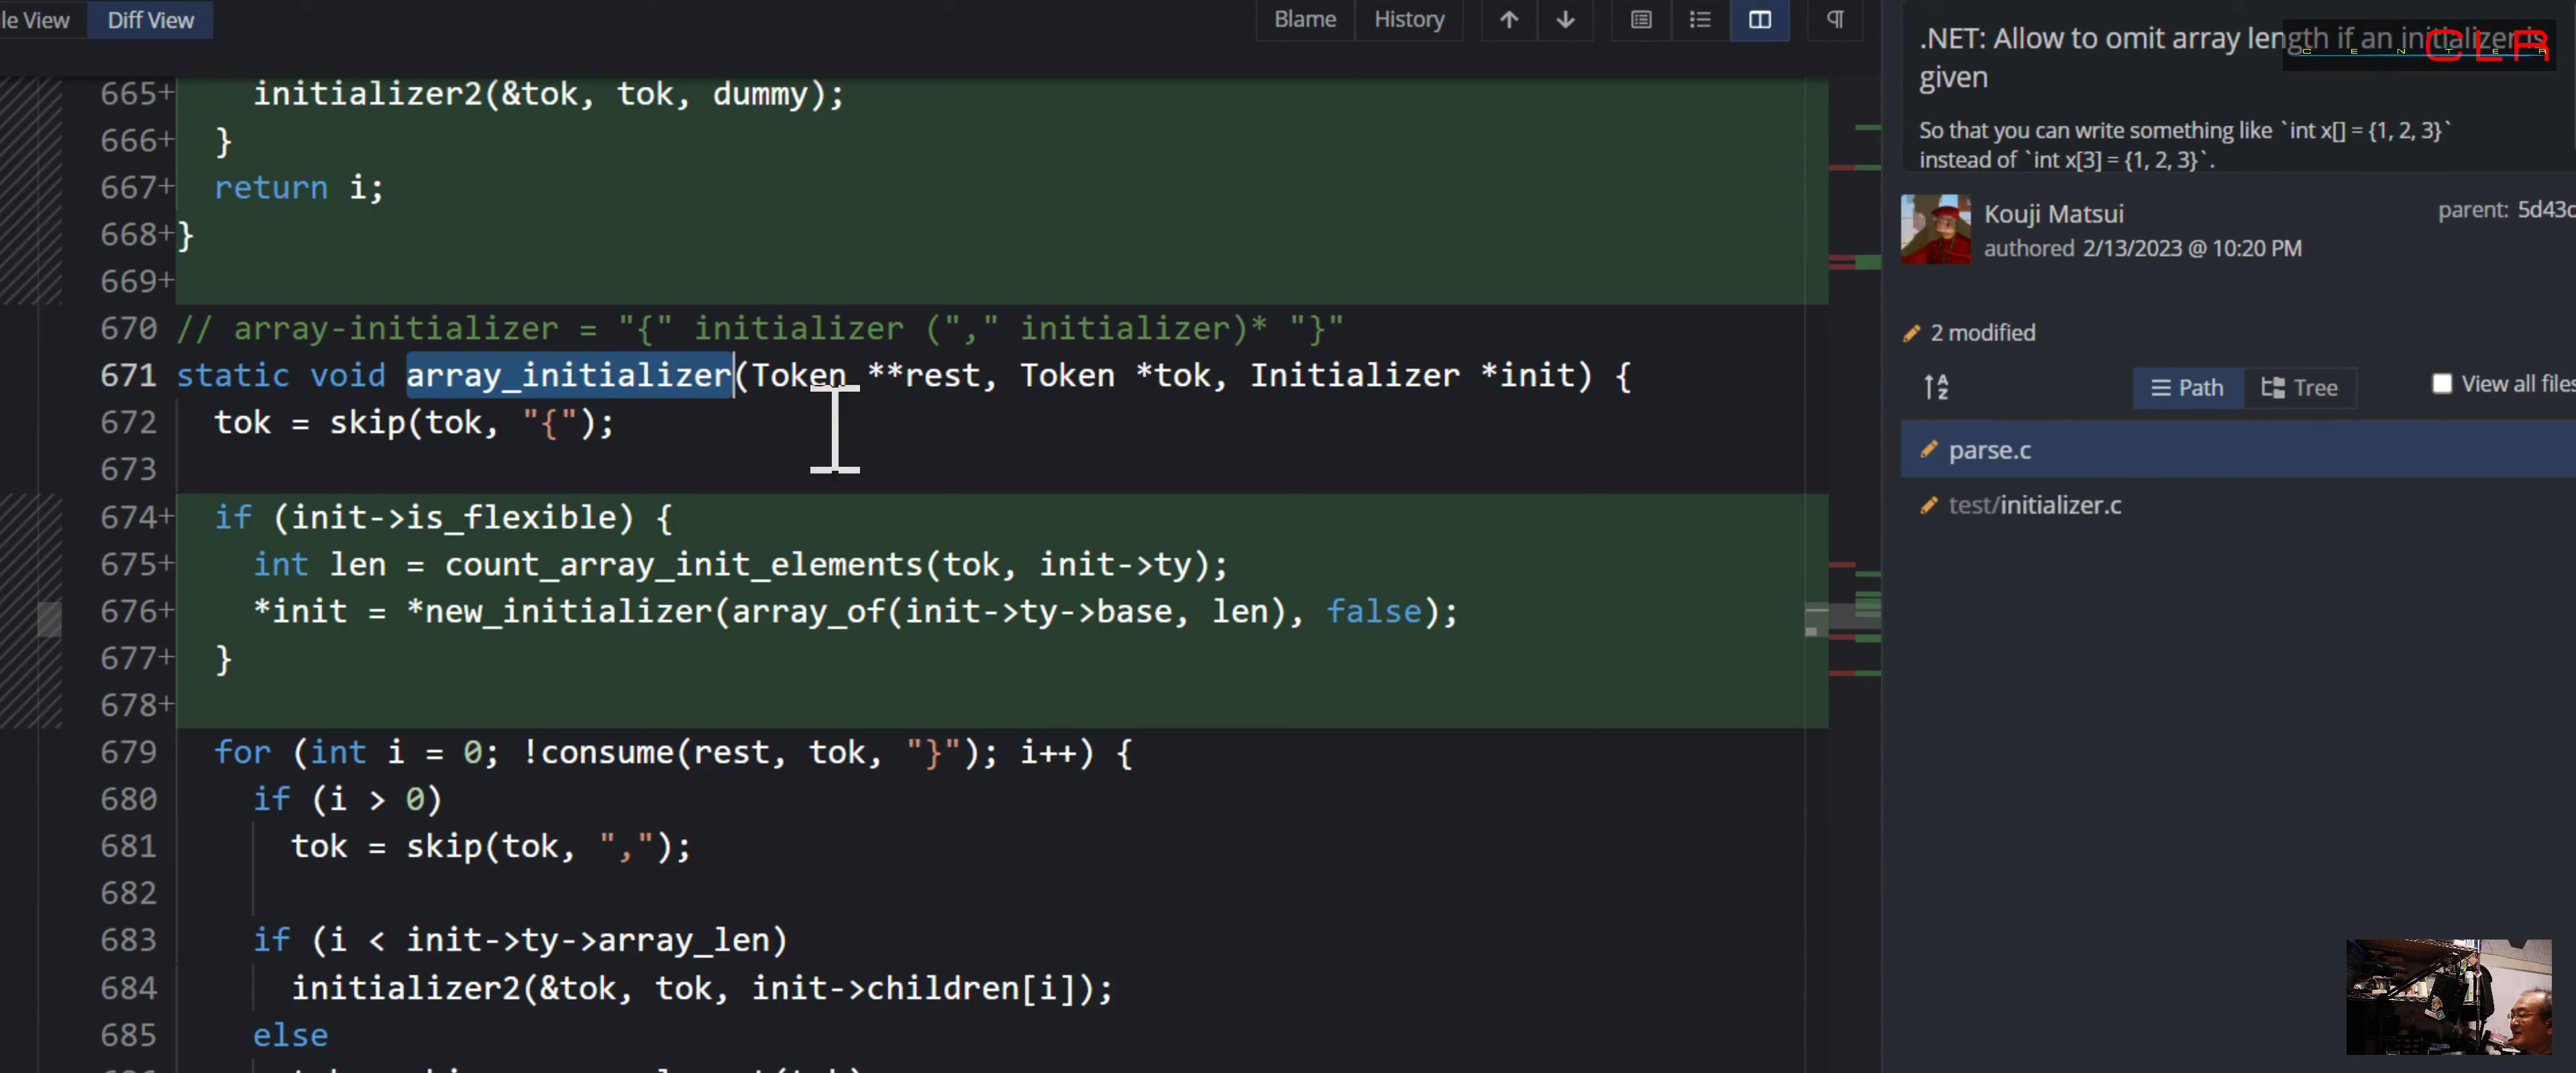 le View
Diff View
Blame
History
665+ initializer2(&tok, tok, dummy);
666+ }
667+ return i;
668+ }
669+
670 // array-initializer = "{" initializer ("," initializer)* "}"
671 static void array_initializer(Token **rest, Token *tok, Initializer *init) {
672 tok = skip(tok, "{");
673
674+ if (init->is_flexible) {
675+ int len = count_array_init_elements(tok, init->ty);
676+ *init = *new_initializer(array_of(init->ty->base, len), false);
677+ }
678+
679 for (int i = 0; !consume(rest, tok, "}"); i++) {
680 if (i > 0)
681 tok = skip(tok, ",");
682
683 if (i < init->ty->array_len)
684 initializer2(&tok, tok, init->children[i]);
685 else
.NET: Allow to omit array length if an initializer is
given
CENTER
CLR
So that you can write something like `int x[] = {1, 2, 3}`
instead of `int x[3] = {1, 2, 3}`.
Kouji Matsui
authored 2/13/2023 @ 10:20 PM
parent: 5d43c
2 modified
Path
Tree
View all files
parse.c
test/initializer.c